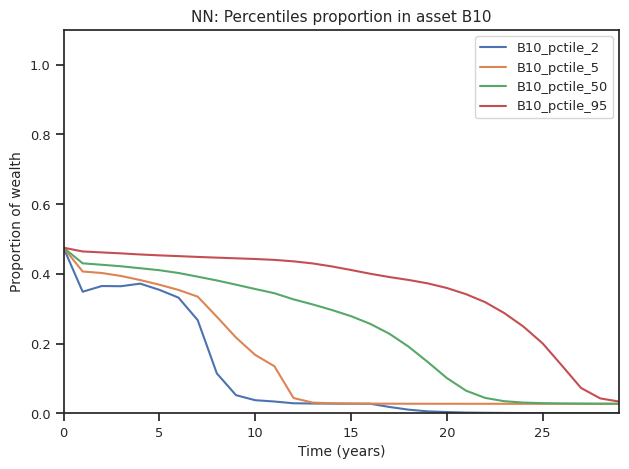 NN: Percentiles proportion in asset B10
B10_pctile_2
B10_pctile_5
B10_pctile_50
B10_pctile_95
1.0
0.8
0.6
0.4
0.2
0.0
Proportion of wealth
0
5
10
15
20
25
Time (years)